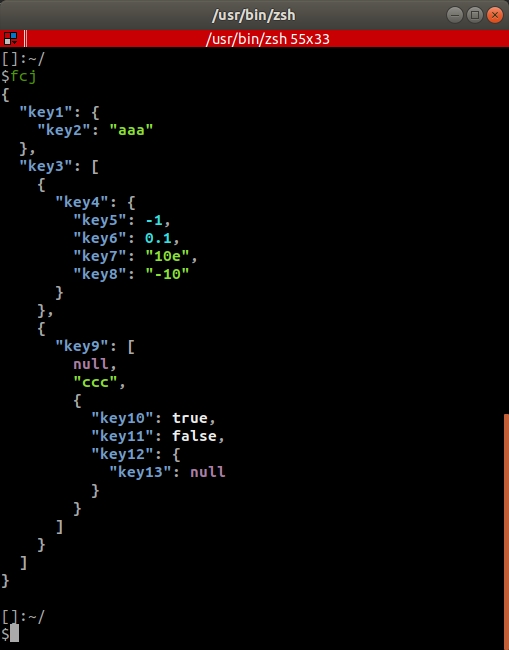 /usr/bin/zsh
/usr/bin/zsh 55x33
[]:~/
$fcj
{
  "key1": {
    "key2": "aaa"
  },
  "key3": [
    {
      "key4": {
        "key5": -1,
        "key6": 0.1,
        "key7": "10e",
        "key8": "-10"
      }
    },
    {
      "key9": [
        null,
        "ccc",
        {
          "key10": true,
          "key11": false,
          "key12": {
            "key13": null
          }
        }
      ]
    }
  ]
}
[]:~/
$